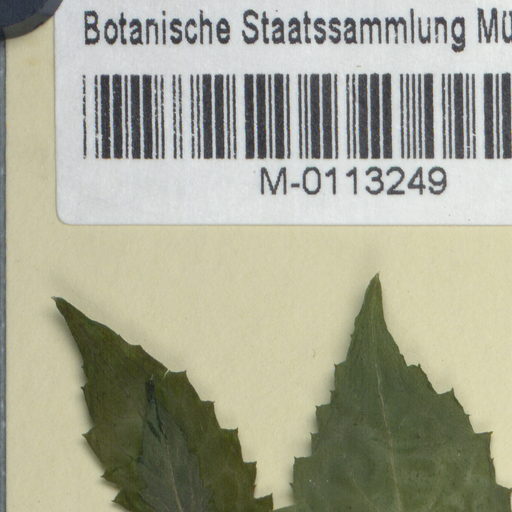 Botanische Staatssammlung Mü
M-0113249